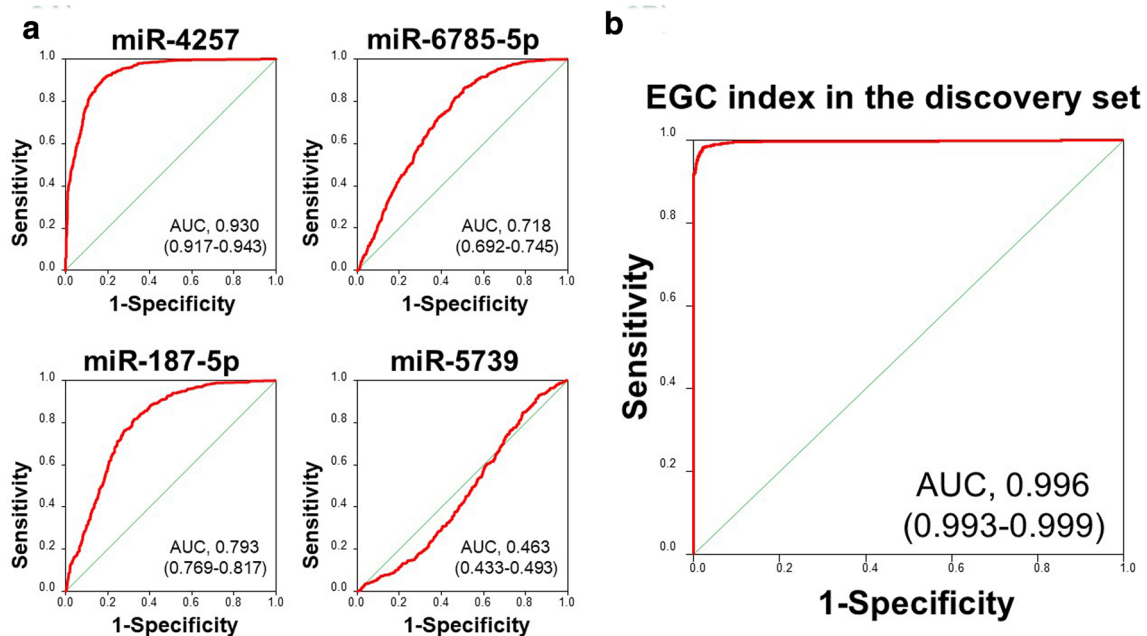 a
miR-4257
1.0
0.8
0.6
0.4
0.2
0.0
Sensitivity
AUC, 0.930
(0.917-0.943)
0.0 0.2 0.4 0.6 0.8 1.0
1-Specificity
miR-6785-5p
1.0
0.8
0.6
0.4
0.2
0.0
Sensitivity
AUC, 0.718
(0.692-0.745)
0.0 0.2 0.4 0.6 0.8 1.0
1-Specificity
miR-187-5p
1.0
0.8
0.6
0.4
0.2
0.0
Sensitivity
AUC, 0.793
(0.769-0.817)
0.0 0.2 0.4 0.6 0.8 1.0
1-Specificity
miR-5739
1.0
0.8
0.6
0.4
0.2
0.0
Sensitivity
AUC, 0.463
(0.433-0.493)
0.0 0.2 0.4 0.6 0.8 1.0
1-Specificity
b
EGC index in the discovery set
1.0
0.8
0.6
0.4
0.2
0.0
Sensitivity
AUC, 0.996
(0.993-0.999)
0.0 0.2 0.4 0.6 0.8 1.0
1-Specificity